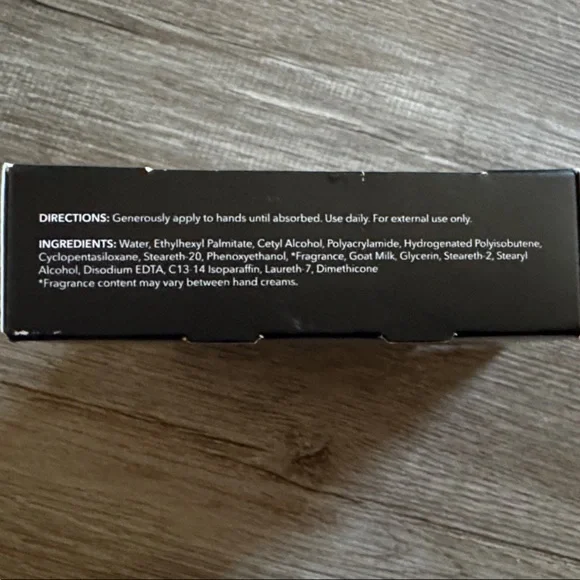 DIRECTIONS: Generously apply to hands until absorbed. Use daily. For external use only.
INGREDIENTS: Water, Ethylhexyl Palmitate, Cetyl Alcohol, Polyacrylamide, Hydrogenated Polyisobutene,
Cyclopentasiloxane, Steareth-20, Phenoxyethanol, *Fragrance, Goat Milk, Glycerin, Steareth-2, Stearyl
Alcohol, Disodium EDTA, C13-14 Isoparaffin, Laureth-7, Dimethicone
*Fragrance content may vary between hand creams.